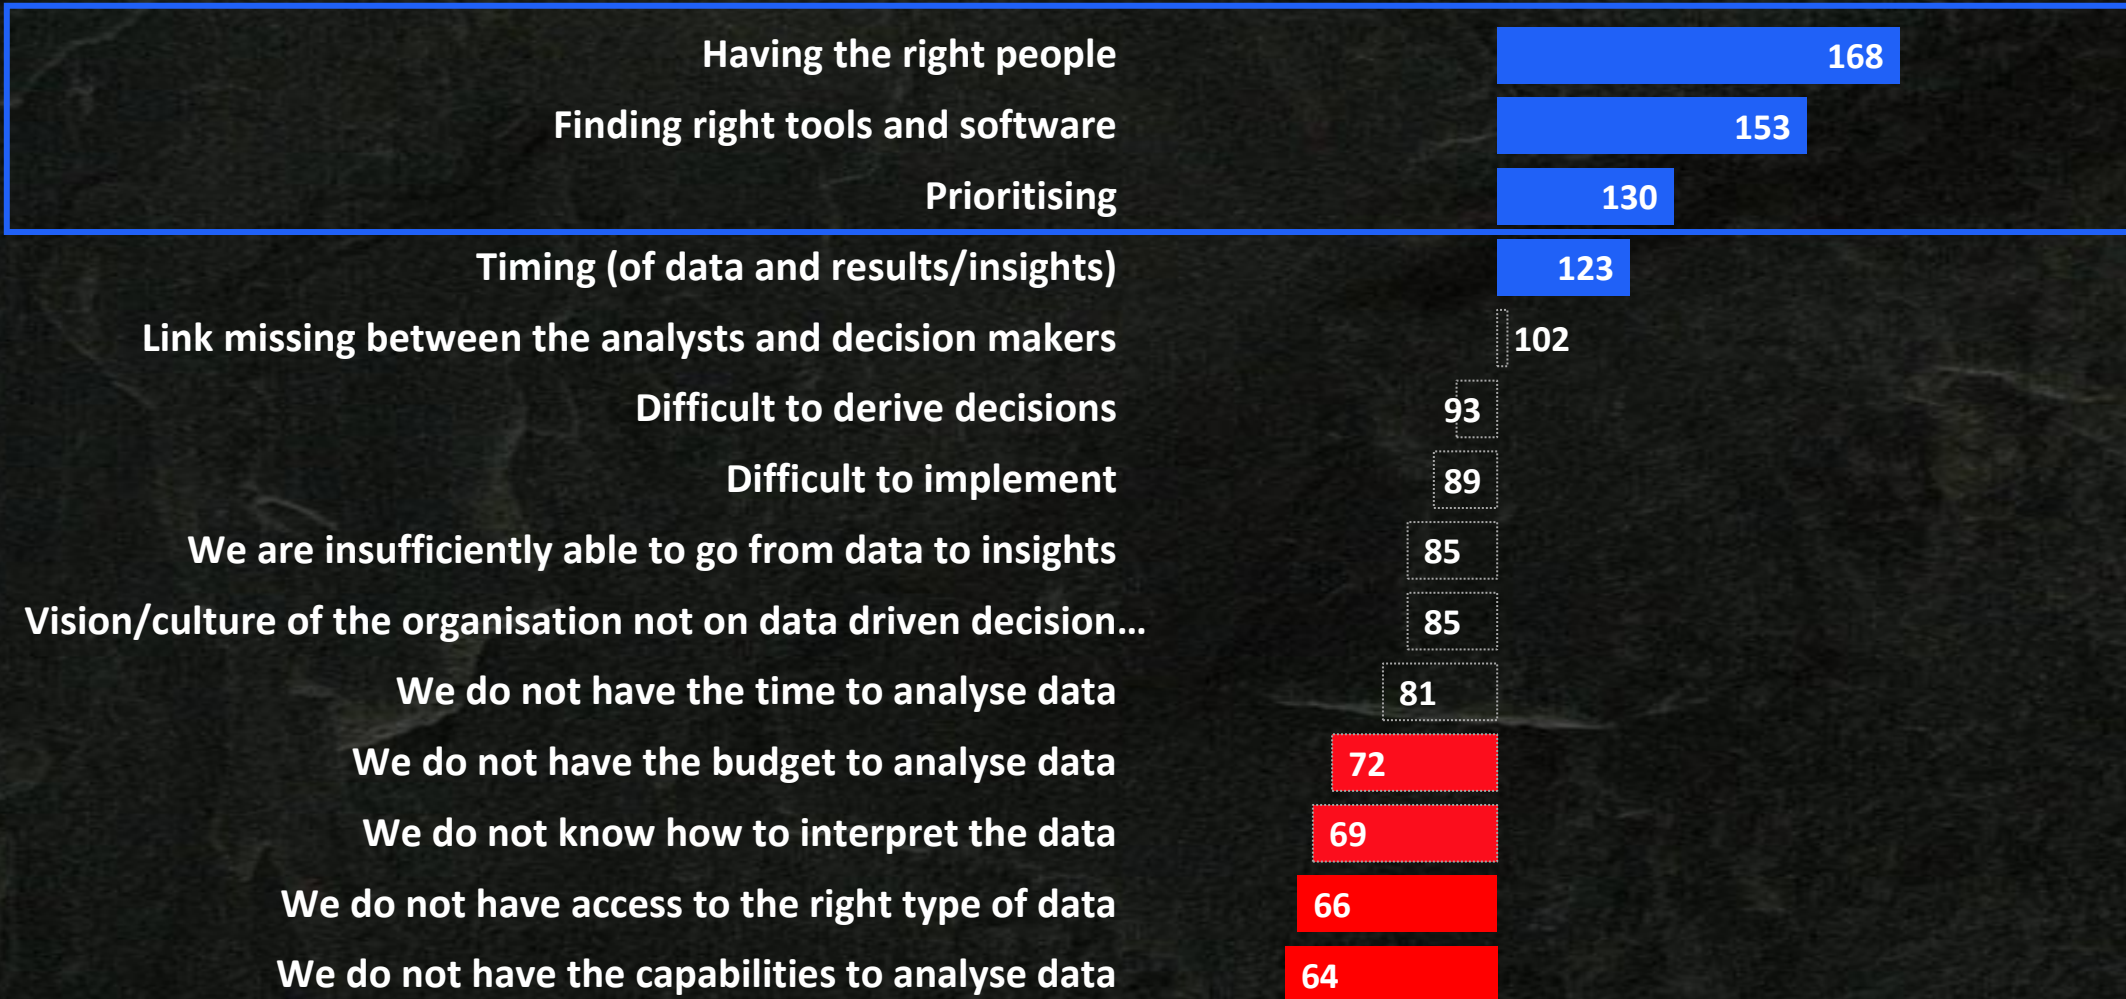 Having the right people 168
Finding right tools and software 153
Prioritising 130
Timing (of data and results/insights) 123
Link missing between the analysts and decision makers 102
Difficult to derive decisions 93
Difficult to implement 89
We are insufficiently able to go from data to insights 85
Vision/culture of the organisation not on data driven decision… 85
We do not have the time to analyse data 81
We do not have the budget to analyse data 72
We do not know how to interpret the data 69
We do not have access to the right type of data 66
We do not have the capabilities to analyse data 64